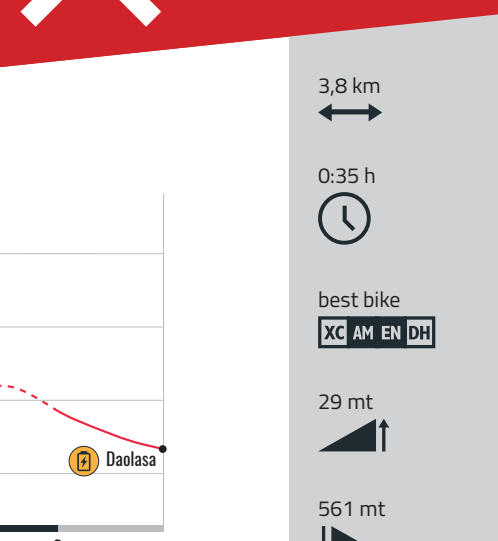 3,8 km
0:35 h
best bike
XC AM EN DH
29 mt
Daolasa
561 mt